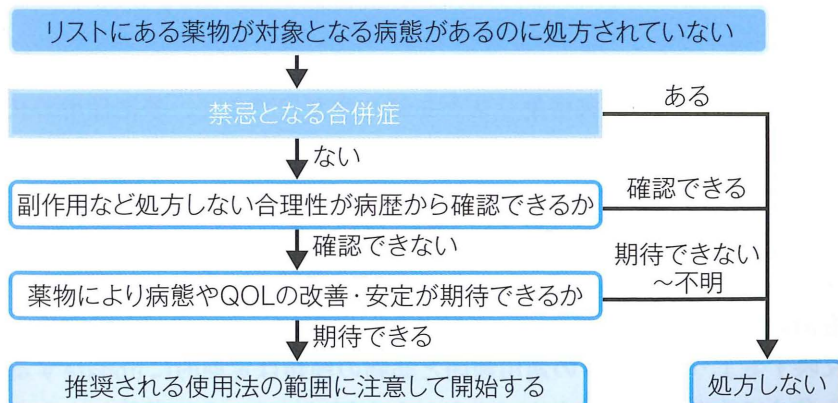 リストにある薬物が対象となる病態があるのに処方されていない
禁忌となる合併症
ある
ない
副作用など処方しない合理性が病歴から確認できるか
確認できる
確認できない
薬物により病態やQOLの改善・安定が期待できるか
期待できない
～不明
期待できる
推奨される使用法の範囲に注意して開始する
処方しない